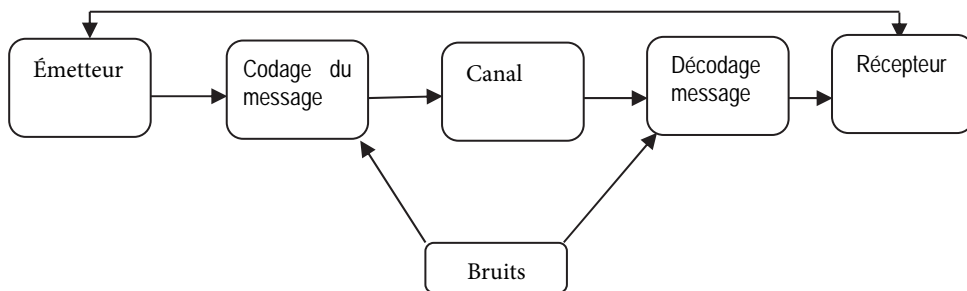 Émetteur
Codage du
message
Canal
Décodage
message
Récepteur
Bruits